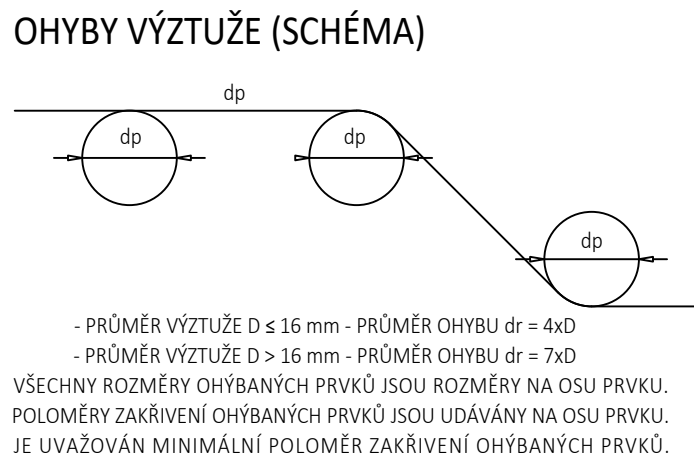 OHYBY VÝZTUŽE (SCHÉMA)
dp
dp
dp
dp
- PRŮMĚR VÝZTUŽE D ≤ 16 mm - PRŮMĚR OHYBU dr = 4xD
- PRŮMĚR VÝZTUŽE D > 16 mm - PRŮMĚR OHYBU dr = 7xD
VŠECHNY ROZMĚRY OHÝBANÝCH PRVKŮ JSOU ROZMĚRY NA OSU PRVKU.
POLOMĚRY ZAKŘIVENÍ OHÝBANÝCH PRVKŮ JSOU UDÁVÁNY NA OSU PRVKU.
JE UVAŽOVÁN MINIMÁLNÍ POLOMĚR ZAKŘIVENÍ OHÝBANÝCH PRVKŮ.